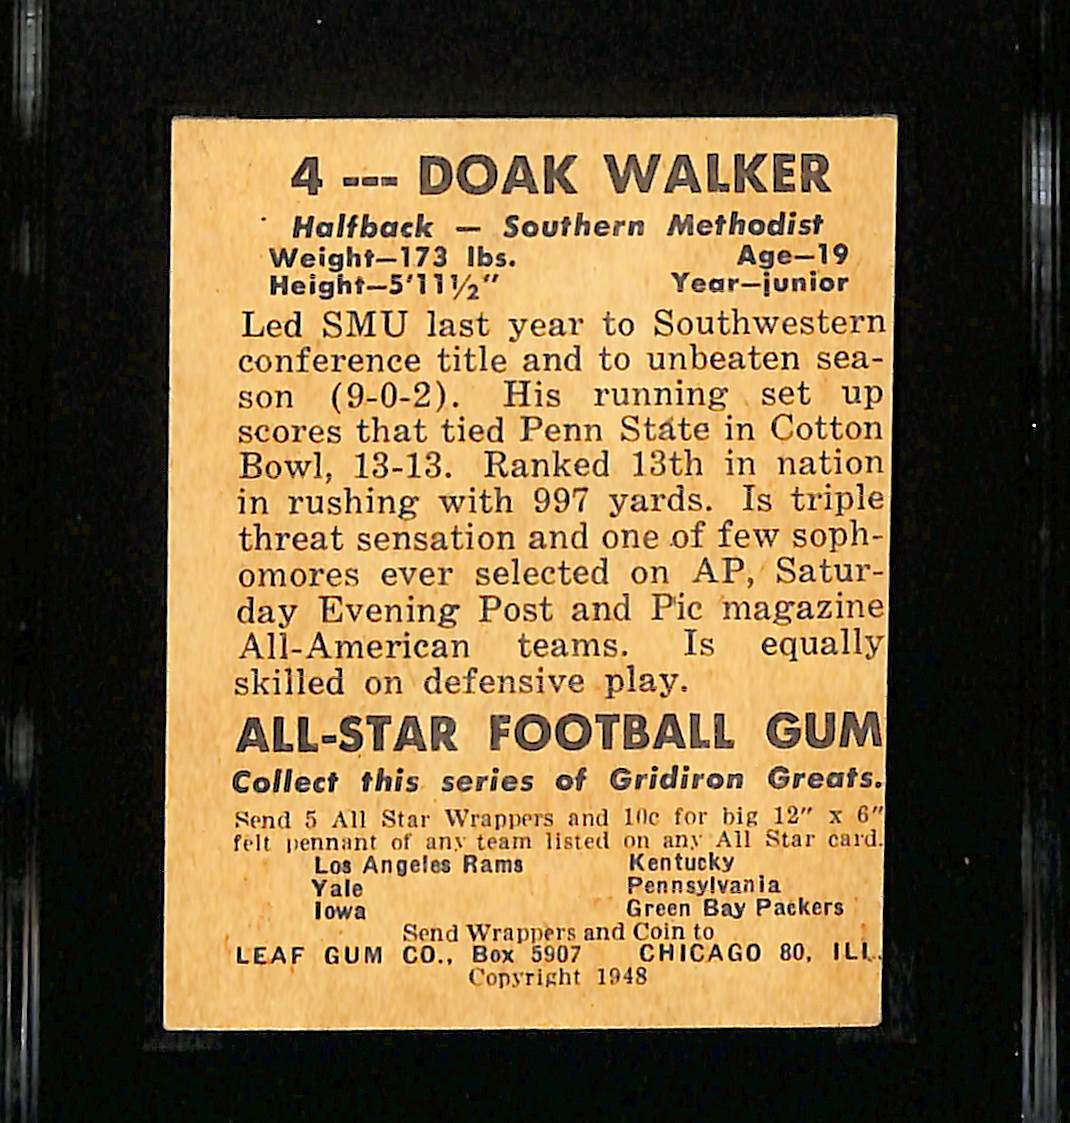 4 --- DOAK WALKER
Halfback — Southern Methodist
Weight—173 lbs. Age—19
Height—5'11½" Year—junior
Led SMU last year to Southwestern
conference title and to unbeaten sea-
son (9-0-2). His running set up
scores that tied Penn State in Cotton
Bowl, 13-13. Ranked 13th in nation
in rushing with 997 yards. Is triple
threat sensation and one of few soph-
omores ever selected on AP, Satur-
day Evening Post and Pic magazine
All-American teams. Is equally
skilled on defensive play.
ALL-STAR FOOTBALL GUM
Collect this series of Gridiron Greats.
Send 5 All Star Wrappers and 10c for big 12" x 6"
felt pennant of any team listed on any All Star card.
Los Angeles Rams Kentucky
Yale Pennsylvania
Iowa Green Bay Packers
Send Wrappers and Coin to
LEAF GUM CO., Box 5907 CHICAGO 80, ILL.
Copyright 1948